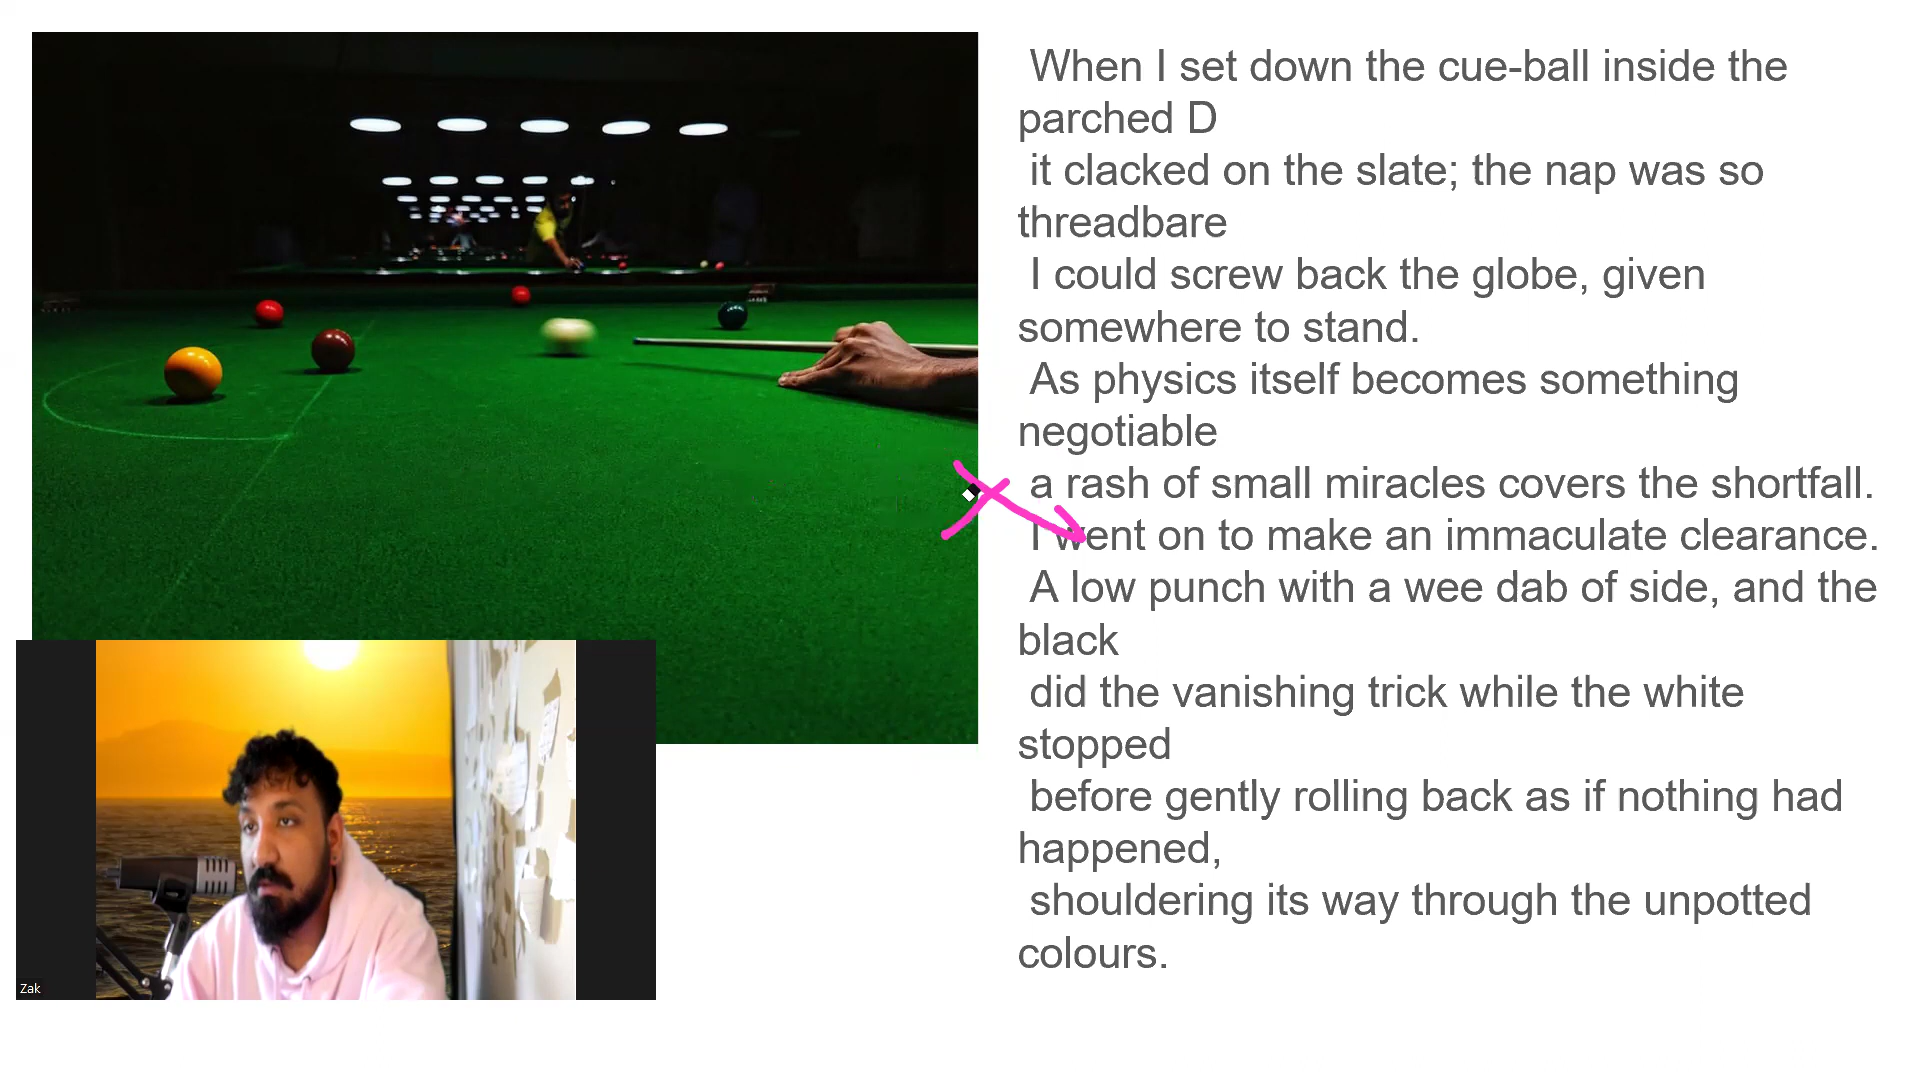 When I set down the cue-ball inside the
parched D
it clacked on the slate; the nap was so
threadbare
I could screw back the globe, given
somewhere to stand.
As physics itself becomes something
negotiable
a rash of small miracles covers the shortfall.
I went on to make an immaculate clearance.
A low punch with a wee dab of side, and the
black
did the vanishing trick while the white
stopped
before gently rolling back as if nothing had
happened,
shouldering its way through the unpotted
colours.
Zak